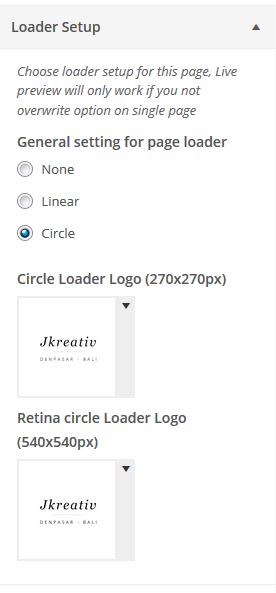 Loader Setup
Choose loader setup for this page, Live
preview will only work if you not
overwrite option on single page
General setting for page loader
None
Linear
Circle
Circle Loader Logo (270x270px)
Jkreativ
DENPASAR - BALI
Retina circle Loader Logo
(540x540px)
Jkreativ
DENPASAR - BALI